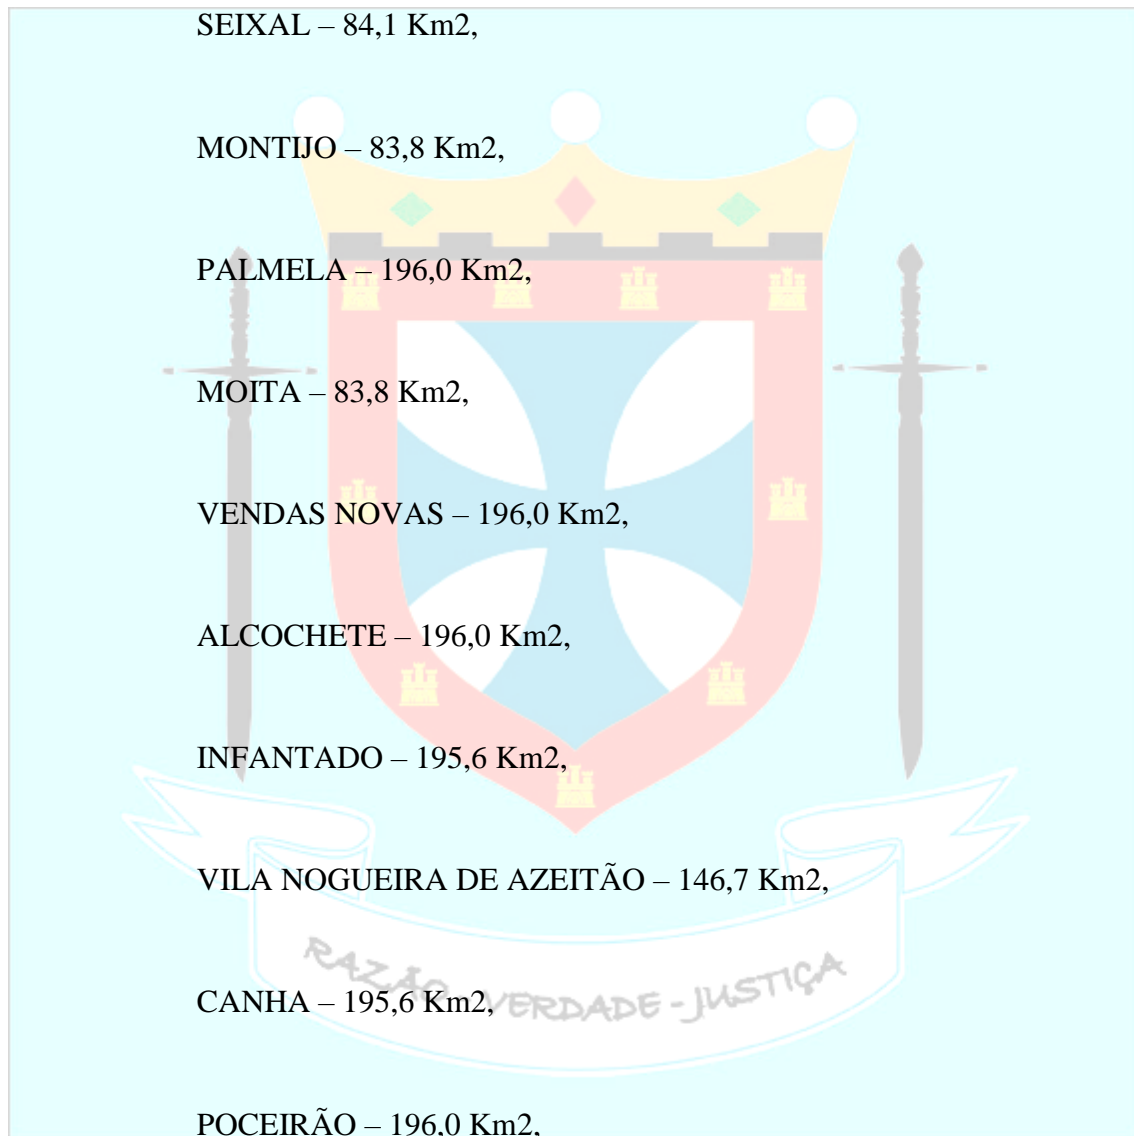 SEIXAL – 84,1 Km2,
MONTIJO – 83,8 Km2,
PALMELA – 196,0 Km2,
MOITA – 83,8 Km2,
VENDAS NOVAS – 196,0 Km2,
ALCOCHETE – 196,0 Km2,
INFANTADO – 195,6 Km2,
VILA NOGUEIRA DE AZEITÃO – 146,7 Km2,
RAZÃO - VERDADE - JUSTIÇA
CANHA – 195,6 Km2,
POCEIRÃO – 196,0 Km2,